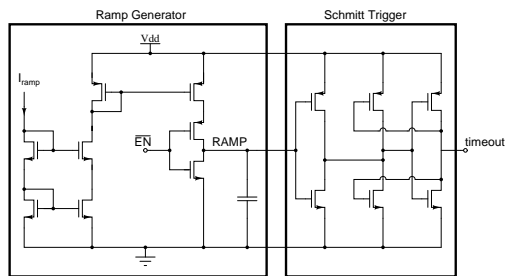 Ramp Generator
Schmitt Trigger
Vdd
Iramp
EN
RAMP
timeout